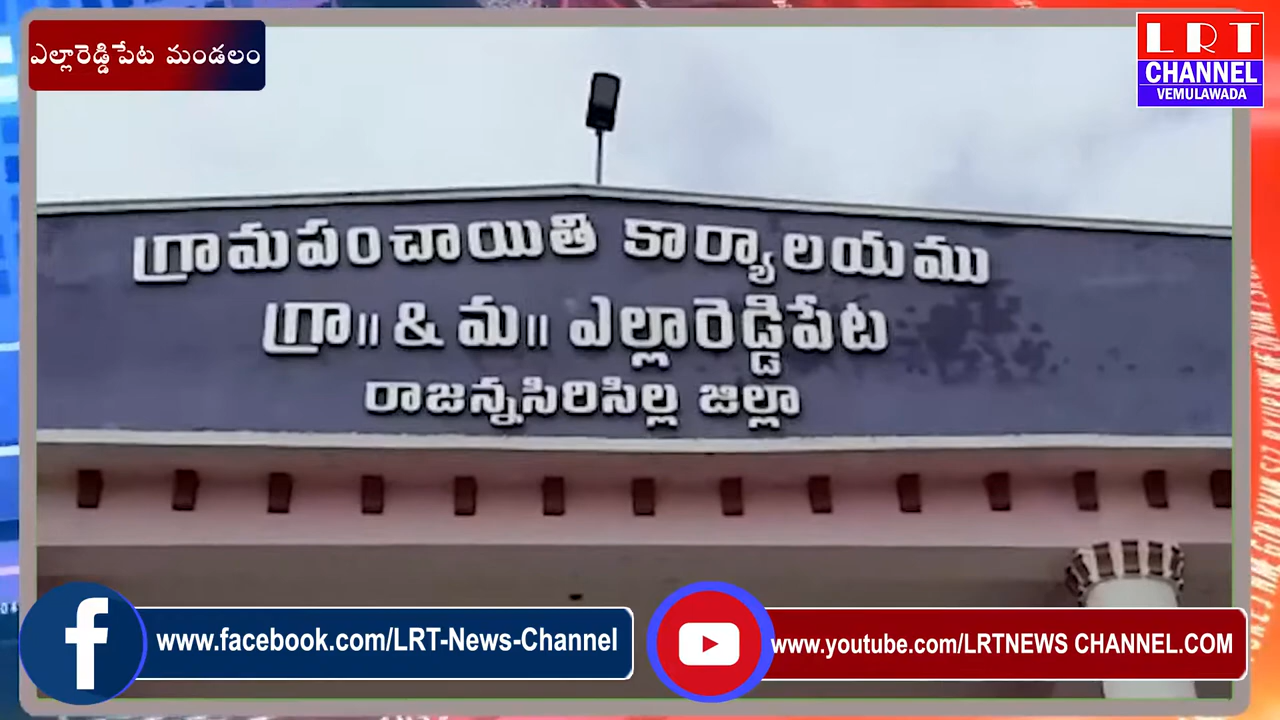 ఎల్లారెడ్డిపేట మండలం
LRT
CHANNEL
VEMULAWADA
గ్రామపంచాయితి కార్యాలయము
గ్రా॥ & మ॥ ఎల్లారెడ్డిపేట
రాజన్నసిరిసిల్ల జిల్లా
www.facebook.com/LRT-News-Channel
www.youtube.com/LRTNEWS CHANNEL.COM